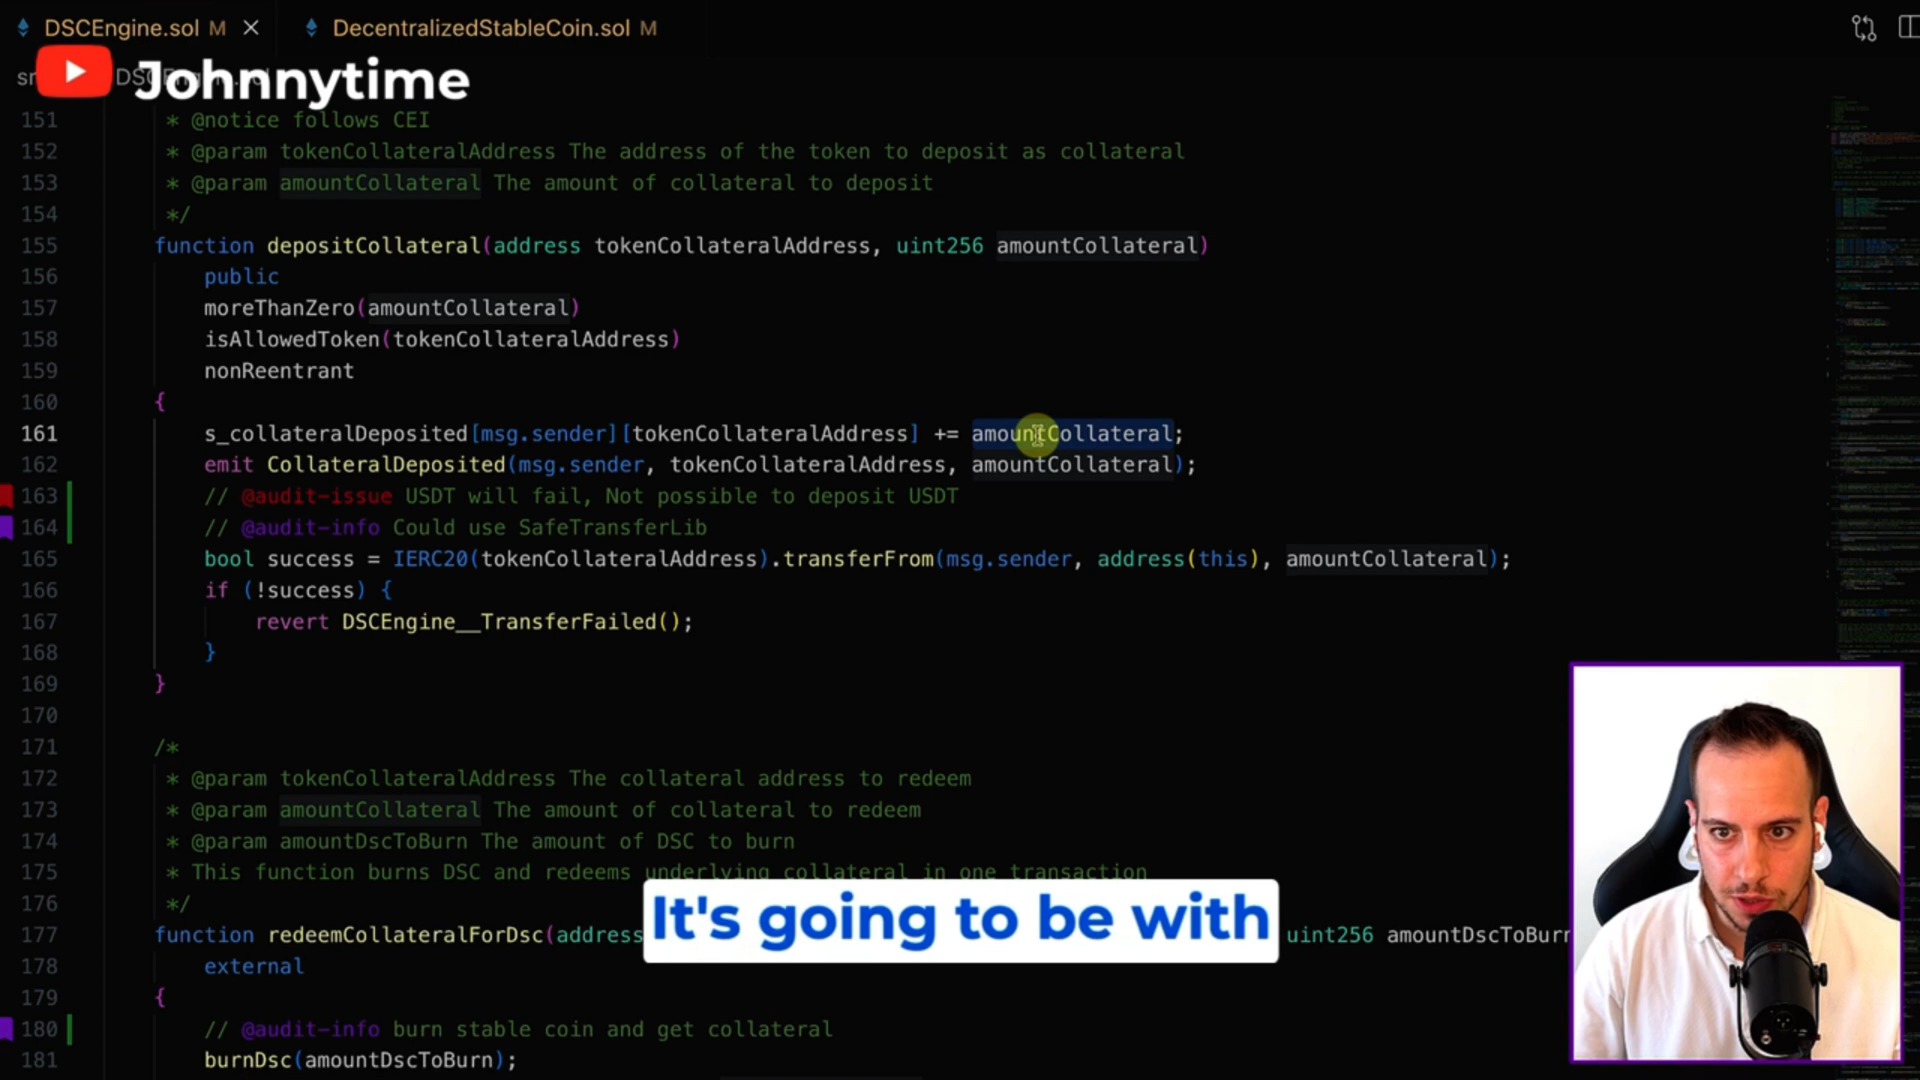 DSCEngine.sol M
DecentralizedStableCoin.sol M
Johnnytime
151 * @notice follows CEI
152 * @param tokenCollateralAddress The address of the token to deposit as collateral
153 * @param amountCollateral The amount of collateral to deposit
154 */
155 function depositCollateral(address tokenCollateralAddress, uint256 amountCollateral)
156 public
157 moreThanZero(amountCollateral)
158 isAllowedToken(tokenCollateralAddress)
159 nonReentrant
160 {
161 s_collateralDeposited[msg.sender][tokenCollateralAddress] += amountCollateral;
162 emit CollateralDeposited(msg.sender, tokenCollateralAddress, amountCollateral);
163 // @audit-issue USDT will fail, Not possible to deposit USDT
164 // @audit-info Could use SafeTransferLib
165 bool success = IERC20(tokenCollateralAddress).transferFrom(msg.sender, address(this), amountCollateral);
166 if (!success) {
167 revert DSCEngine__TransferFailed();
168 }
169 }
170
171 /*
172 * @param tokenCollateralAddress The collateral address to redeem
173 * @param amountCollateral The amount of collateral to redeem
174 * @param amountDscToBurn The amount of DSC to burn
175 * This function burns DSC and redeems underlying collateral in one transaction
176 */
177 function redeemCollateralForDsc(address uint256 amountDscToBurn
It's going to be with
178 external
179 {
180 // @audit-info burn stable coin and get collateral
181 burnDsc(amountDscToBurn);